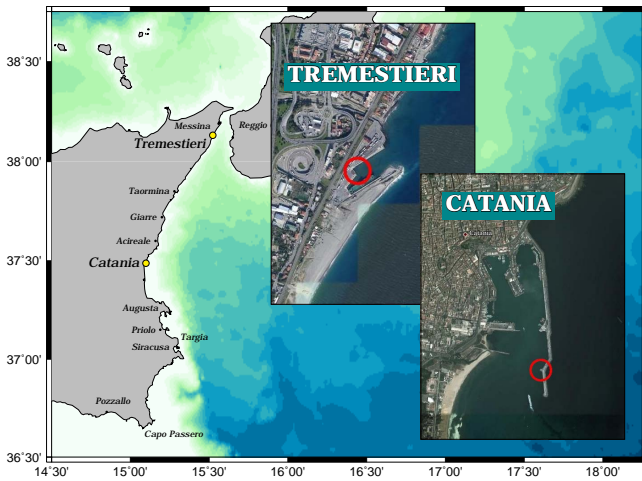 38°30'
38°00'
37°30'
37°00'
36°30'
14°30'
15°00'
15°30'
16°00'
16°30'
17°00'
17°30'
18°00'
Messina
Reggio
Tremestieri
Taormina
Giarre
Acireale
Catania
Augusta
Priolo
Targia
Siracusa
Pozzallo
Capo Passero
TREMESTIERI
CATANIA
Catania